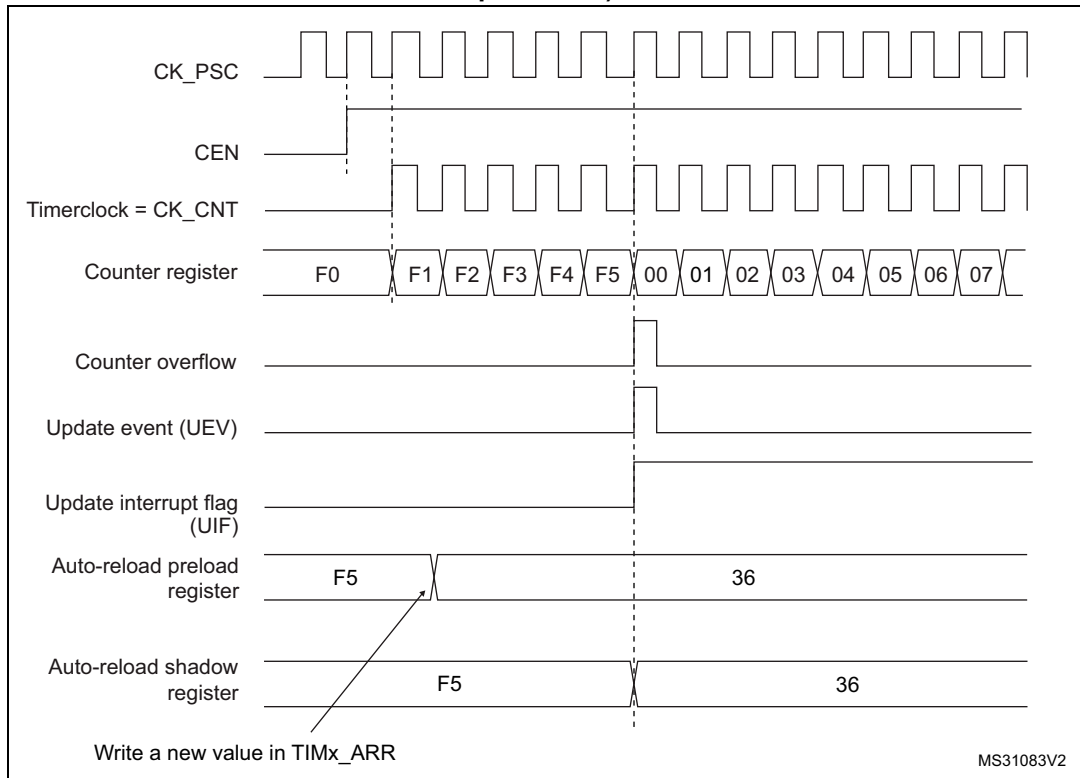 CK_PSC
CEN
Timerclock = CK_CNT
Counter register F0 F1 F2 F3 F4 F5 00 01 02 03 04 05 06 07
Counter overflow
Update event (UEV)
Update interrupt flag
(UIF)
Auto-reload preload
register
F5 36
Auto-reload shadow
register
F5 36
Write a new value in TIMx_ARR
MS31083V2